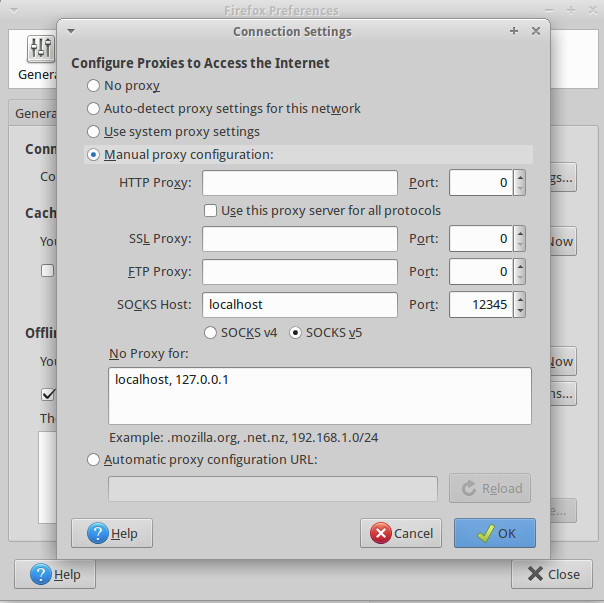 Firefox Preferences
Connection Settings
Configure Proxies to Access the Internet
No proxy
Auto-detect proxy settings for this network
Use system proxy settings
Manual proxy configuration:
HTTP Proxy: Port: 0
Use this proxy server for all protocols
SSL Proxy: Port: 0
FTP Proxy: Port: 0
SOCKS Host: localhost Port: 12345
SOCKS v4 SOCKS v5
No Proxy for:
localhost, 127.0.0.1
Example: .mozilla.org, .net.nz, 192.168.1.0/24
Automatic proxy configuration URL:
Reload
Help Cancel OK
Genera
Genera
Conn
Co gs...
Cach
You Now
Offlin
You Now
ns...
The
e...
Help Close